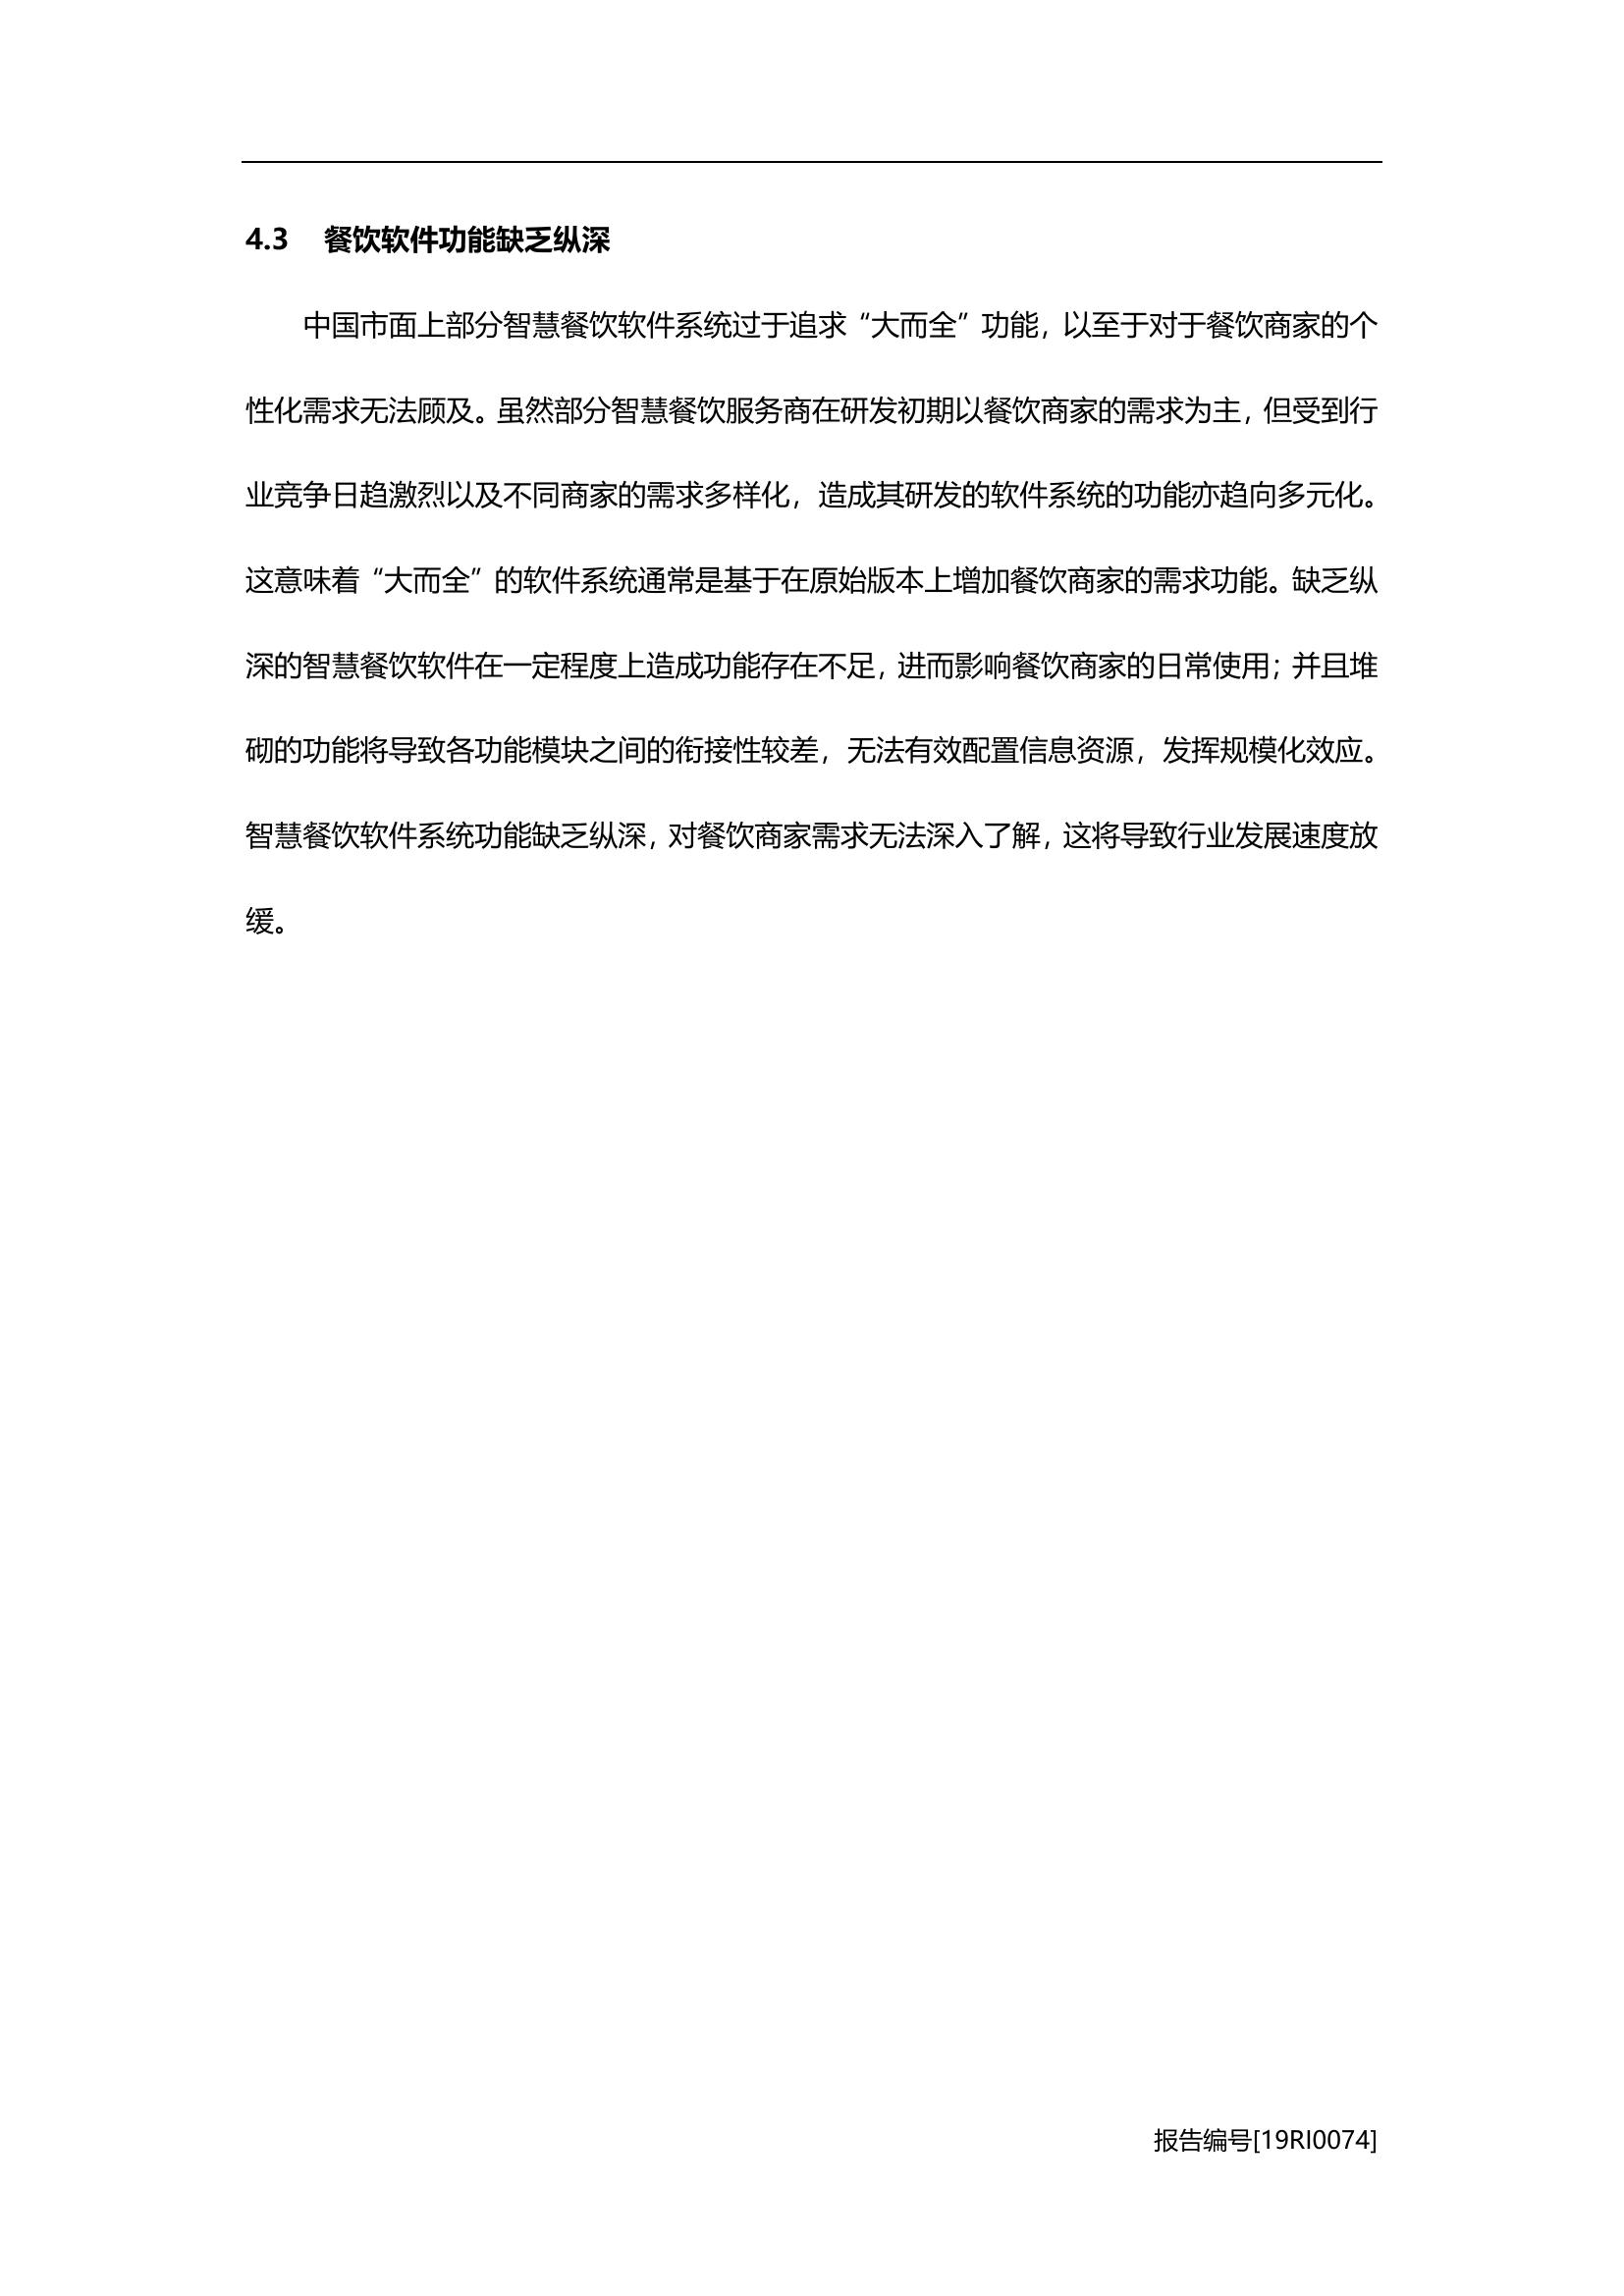 4.3 餐饮软件功能缺乏纵深
中国市面上部分智慧餐饮软件系统过于追求“大而全”功能，以至于对于餐饮商家的个
性化需求无法顾及。虽然部分智慧餐饮服务商在研发初期以餐饮商家的需求为主，但受到行
业竞争日趋激烈以及不同商家的需求多样化，造成其研发的软件系统的功能亦趋向多元化。
这意味着“大而全”的软件系统通常是基于在原始版本上增加餐饮商家的需求功能。缺乏纵
深的智慧餐饮软件在一定程度上造成功能存在不足，进而影响餐饮商家的日常使用；并且堆
砌的功能将导致各功能模块之间的衔接性较差，无法有效配置信息资源，发挥规模化效应。
智慧餐饮软件系统功能缺乏纵深，对餐饮商家需求无法深入了解，这将导致行业发展速度放
缓。
报告编号[19RI0074]